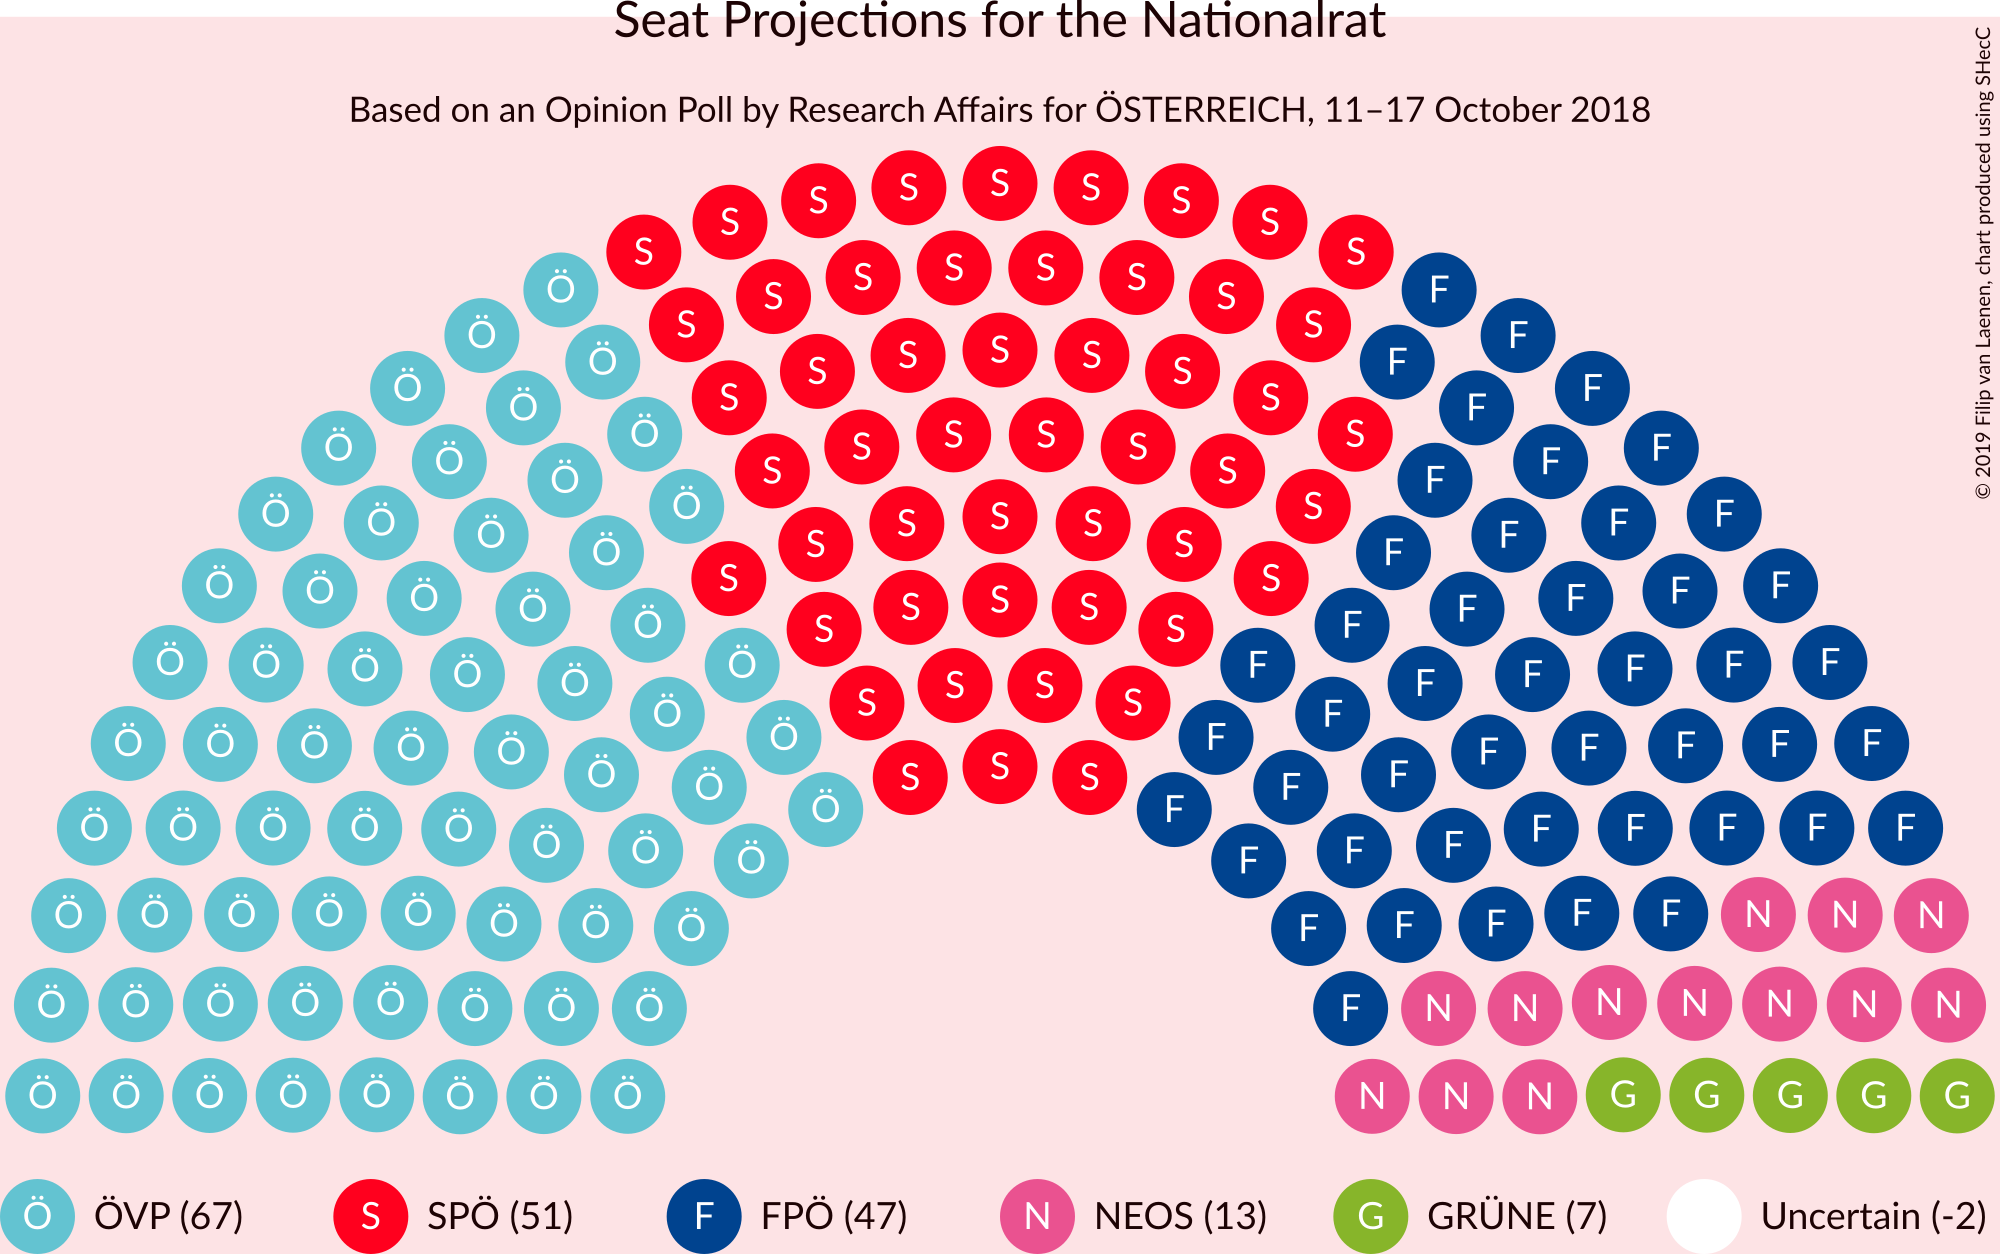 Seat Projections for the Nationalrat
Based on an Opinion Poll by Research Affairs for ÖSTERREICH, 11–17 October 2018
© 2019 Filip van Laenen, chart produced using SHecC
S S S S S S S S S
Ö S S S S S S S S F
Ö Ö S S S S S S S F F
Ö Ö Ö S S S S S S S F F F
Ö Ö Ö Ö S S S S S S S F F F F
Ö Ö Ö Ö S S S S S S F F F F
Ö Ö Ö Ö S S S S F F F F
Ö Ö Ö Ö Ö Ö Ö S S S F F F F F F F
Ö Ö Ö Ö Ö Ö Ö Ö F F F F F F F F
Ö Ö Ö Ö Ö Ö Ö Ö F F F F F F F F
Ö Ö Ö Ö Ö Ö Ö Ö F F F F F N N N
Ö Ö Ö Ö Ö Ö Ö Ö F N N N N N N N
Ö Ö Ö Ö Ö Ö Ö Ö N N N G G G G G
Ö ÖVP (67) S SPÖ (51) F FPÖ (47) N NEOS (13) G GRÜNE (7) Uncertain (-2)